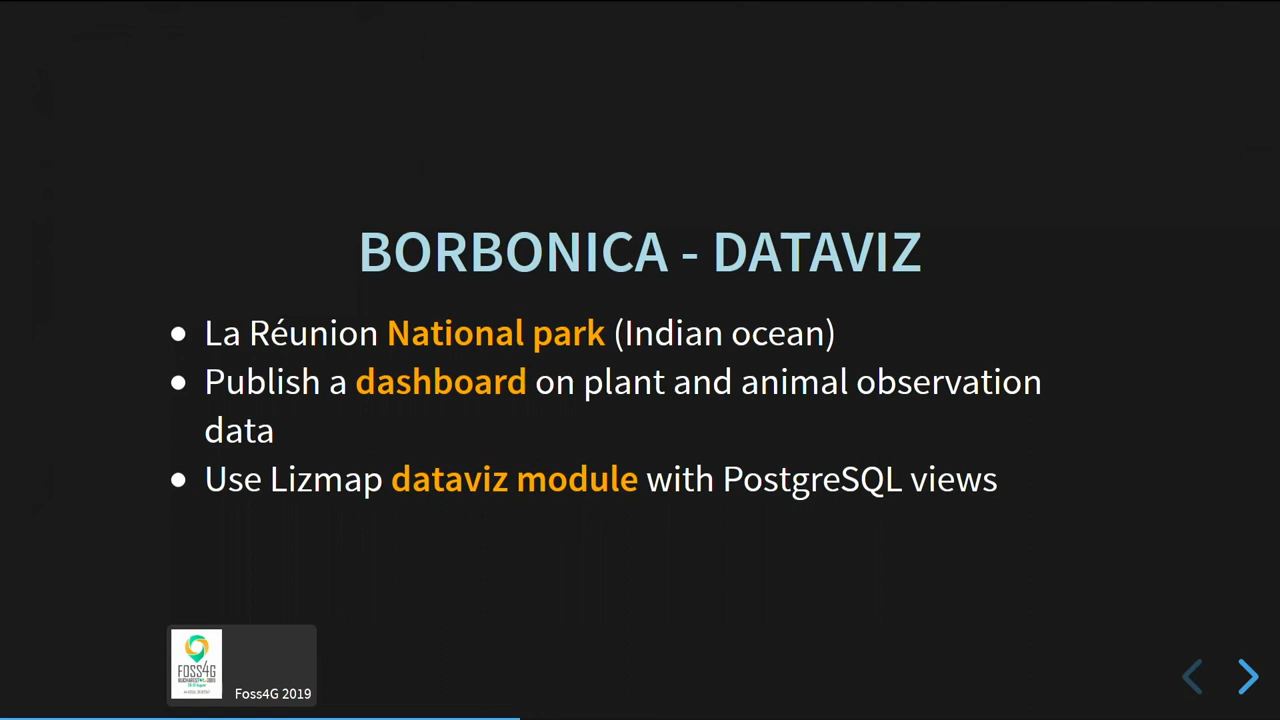 BORBONICA - DATAVIZ
La Réunion National park (Indian ocean)
Publish a dashboard on plant and animal observation
data
Use Lizmap dataviz module with PostgreSQL views
FOSS4G
Foss4G 2019